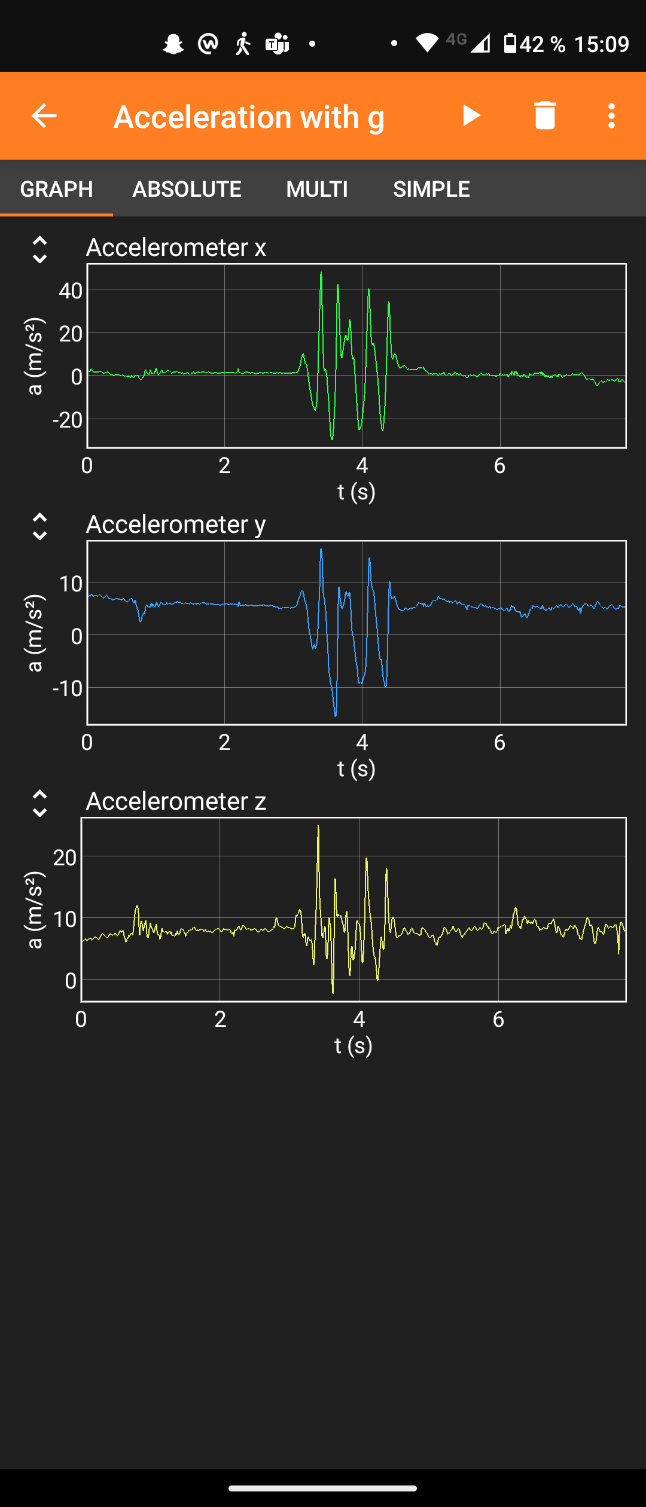 4G 42 % 15:09
Acceleration with g
GRAPH ABSOLUTE MULTI SIMPLE
Accelerometer x
a (m/s²)
40
20
0
-20
0 2 4 6
t (s)
Accelerometer y
a (m/s²)
10
0
-10
0 2 4 6
t (s)
Accelerometer z
a (m/s²)
20
10
0
0 2 4 6
t (s)